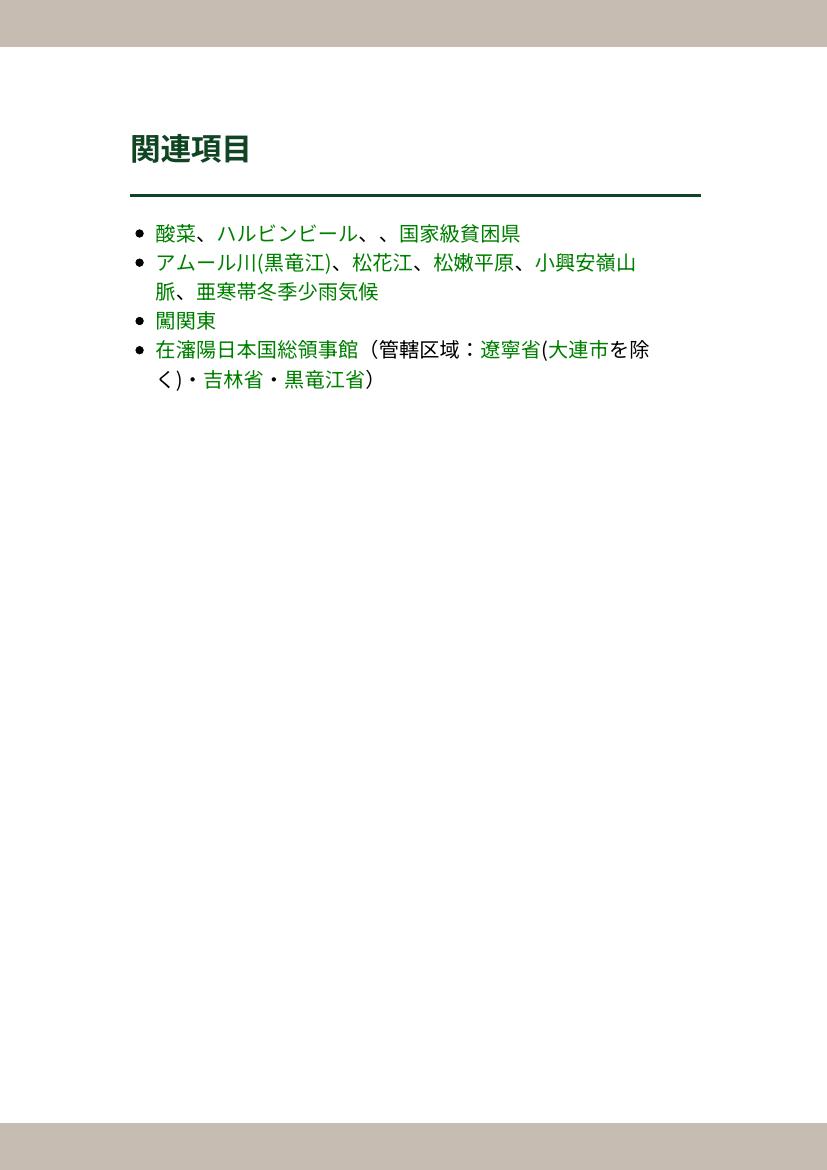 関連項目
酸菜、ハルビンビール、、国家級貧困県
アムール川(黒竜江)、松花江、松嫩平原、小興安嶺山
脈、亜寒帯冬季少雨気候
闖関東
在瀋陽日本国総領事館（管轄区域：遼寧省(大連市を除
く)・吉林省・黒竜江省）